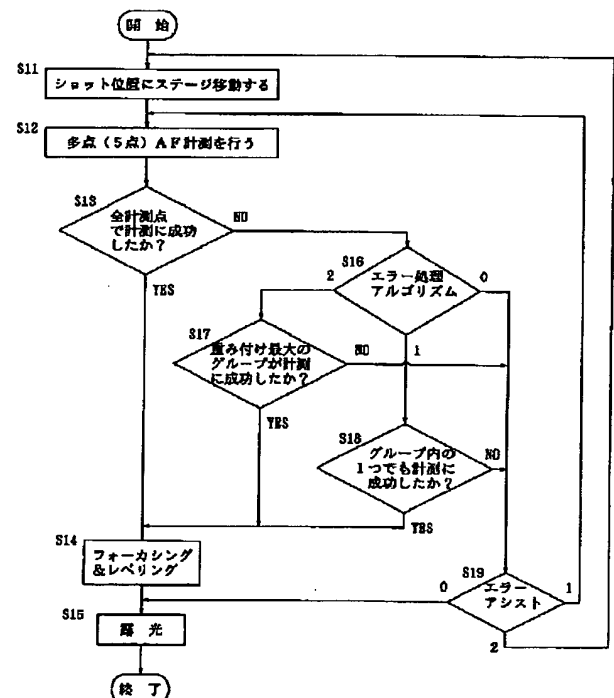 開 始
S11
ショット位置にステージ移動する
S12
多点(5点)AF計測を行う
S13
全計測点
で計測に成功
したか?
NO
YES
S16
エラー処理
アルゴリズム
2
0
1
S17
重み付け最大の
グループが計測
に成功したか?
NO
YES
S18
グループ内の
1つでも計測に
成功したか?
NO
YES
S14
フォーカシング
&レベリング
S19
エラー
アシスト
0
1
2
S15
露 光
終 了